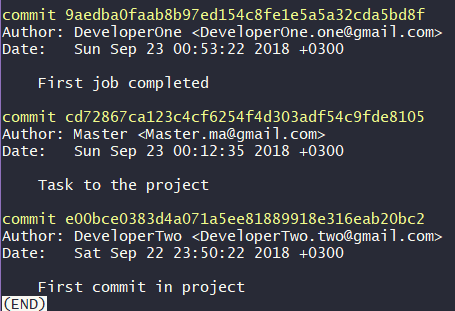 commit 9aedba0faab8b97ed154c8fe1e5a5a32cda5bd8f
Author: DeveloperOne <DeveloperOne.one@gmail.com>
Date:   Sun Sep 23 00:53:22 2018 +0300
    First job completed
commit cd72867ca123c4cf6254f4d303adf54c9fde8105
Author: Master <Master.ma@gmail.com>
Date:   Sun Sep 23 00:12:35 2018 +0300
    Task to the project
commit e00bce0383d4a071a5ee81889918e316eab20bc2
Author: DeveloperTwo <DeveloperTwo.two@gmail.com>
Date:   Sat Sep 22 23:50:22 2018 +0300
    First commit in project
(END)